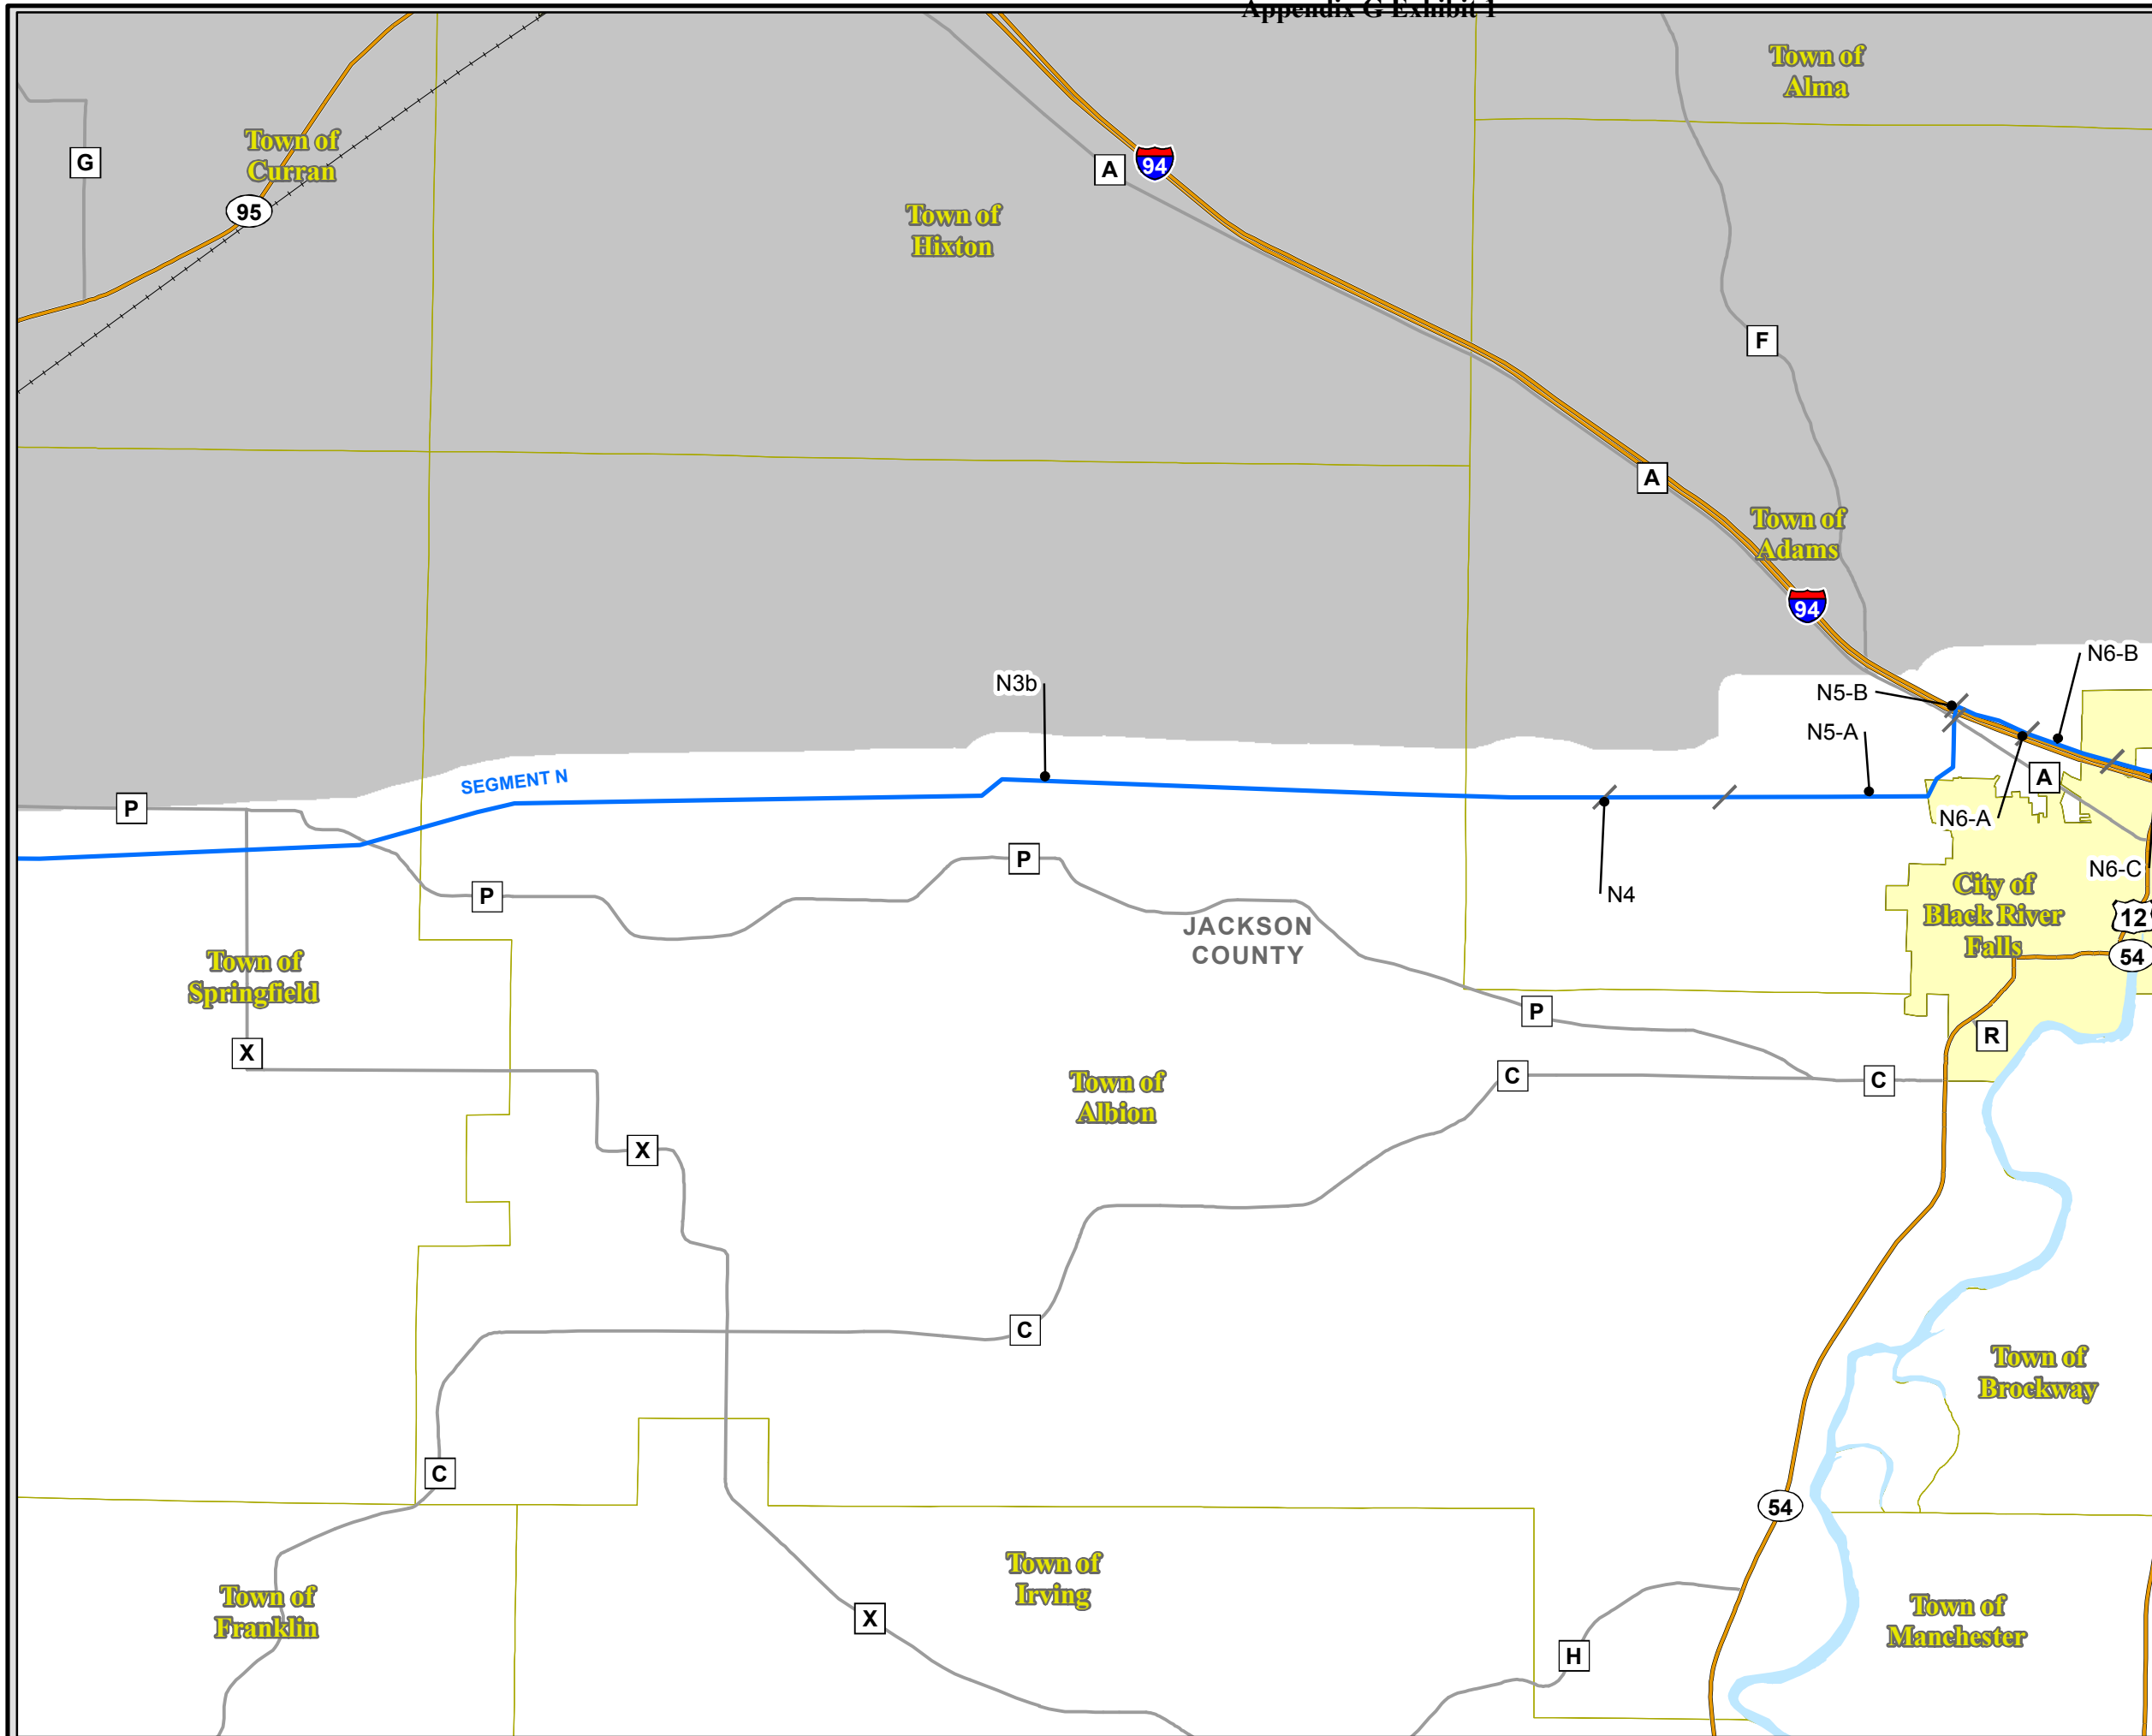 Appendix G Exhibit 1
Town of
Alma
Town of
Curran
G
95
A
94
Town of
Hixton
F
A
Town of
Adams
94
N6-B
N3b
N5-B
N5-A
SEGMENT N
A
P
N6-A
P
N6-C
City of
Black River
Falls
P
N4
12
JACKSON
COUNTY
54
Town of
Springfield
P
R
X
C
C
Town of
Albion
X
C
Town of
Brockway
C
54
Town of
Irving
Town of
Franklin
X
Town of
Manchester
H